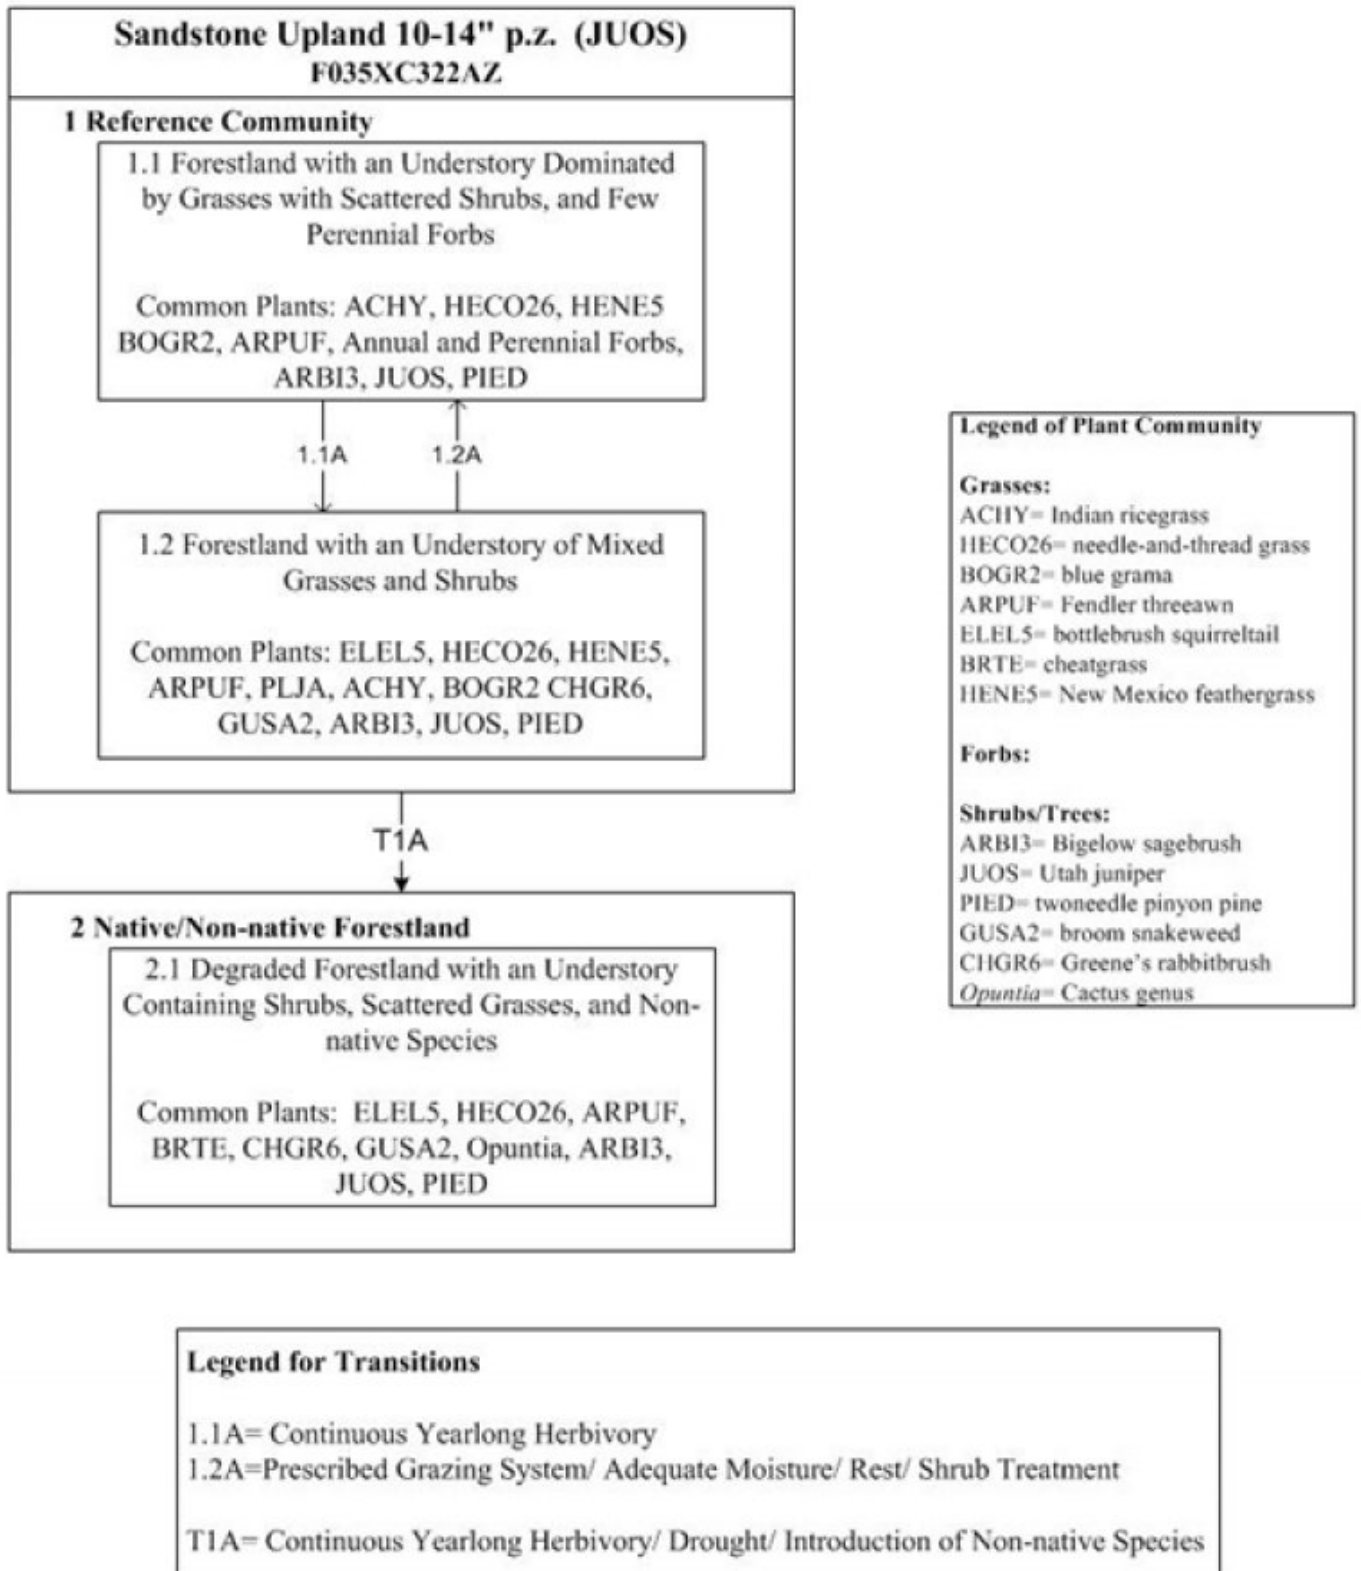 Sandstone Upland 10-14" p.z. (JUOS)
F035XC322AZ
1 Reference Community
1.1 Forestland with an Understory Dominated
by Grasses with Scattered Shrubs, and Few
Perennial Forbs
Common Plants: ACHY, HECO26, HENE5
BOGR2, ARPUF, Annual and Perennial Forbs,
ARBI3, JUOS, PIED
1.1A
1.2A
1.2 Forestland with an Understory of Mixed
Grasses and Shrubs
Common Plants: ELEL5, HECO26, HENE5,
ARPUF, PLJA, ACHY, BOGR2 CHGR6,
GUSA2, ARBI3, JUOS, PIED
T1A
2 Native/Non-native Forestland
2.1 Degraded Forestland with an Understory
Containing Shrubs, Scattered Grasses, and Non-
native Species
Common Plants: ELEL5, HECO26, ARPUF,
BRTE, CHGR6, GUSA2, Opuntia, ARBI3,
JUOS, PIED
Legend of Plant Community
Grasses:
ACHY= Indian ricegrass
HECO26= needle-and-thread grass
BOGR2= blue grama
ARPUF= Fendler threeawn
ELEL5= bottlebrush squirreltail
BRTE= cheatgrass
HENE5= New Mexico feathergrass
Forbs:
Shrubs/Trees:
ARBI3= Bigelow sagebrush
JUOS= Utah juniper
PIED= twoneedle pinyon pine
GUSA2= broom snakeweed
CHGR6= Greene's rabbitbrush
Opuntia= Cactus genus
Legend for Transitions
1.1A= Continuous Yearlong Herbivory
1.2A=Prescribed Grazing System/ Adequate Moisture/ Rest/ Shrub Treatment
T1A= Continuous Yearlong Herbivory/ Drought/ Introduction of Non-native Species